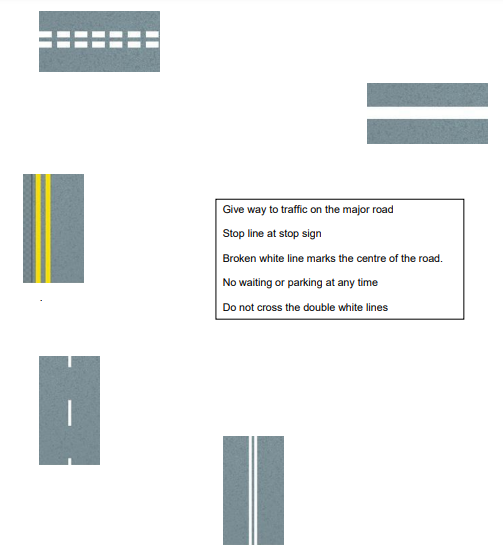 Give way to traffic on the major road
Stop line at stop sign
Broken white line marks the centre of the road.
No waiting or parking at any time
Do not cross the double white lines
.